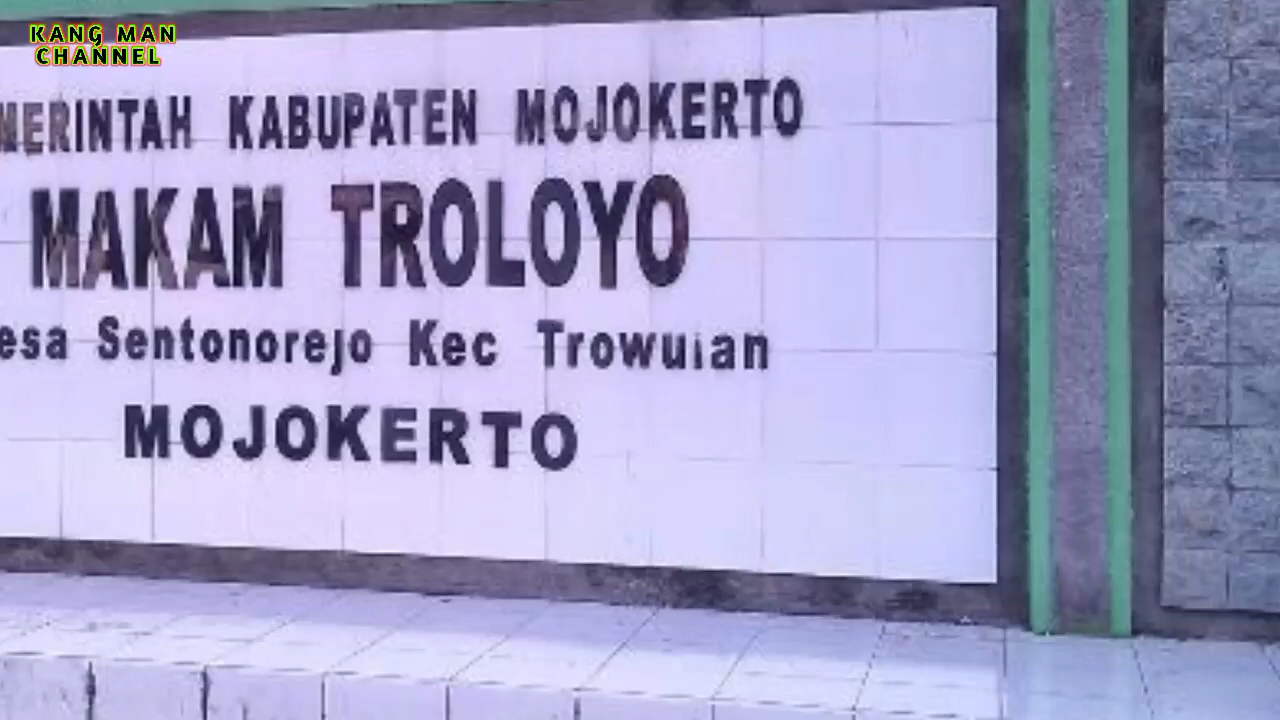 KANG MAN
CHANNEL
MERINTAH KABUPATEN MOJOKERTO
MAKAM TROLOYO
esa Sentonorejo Kec Trowulan
MOJOKERTO